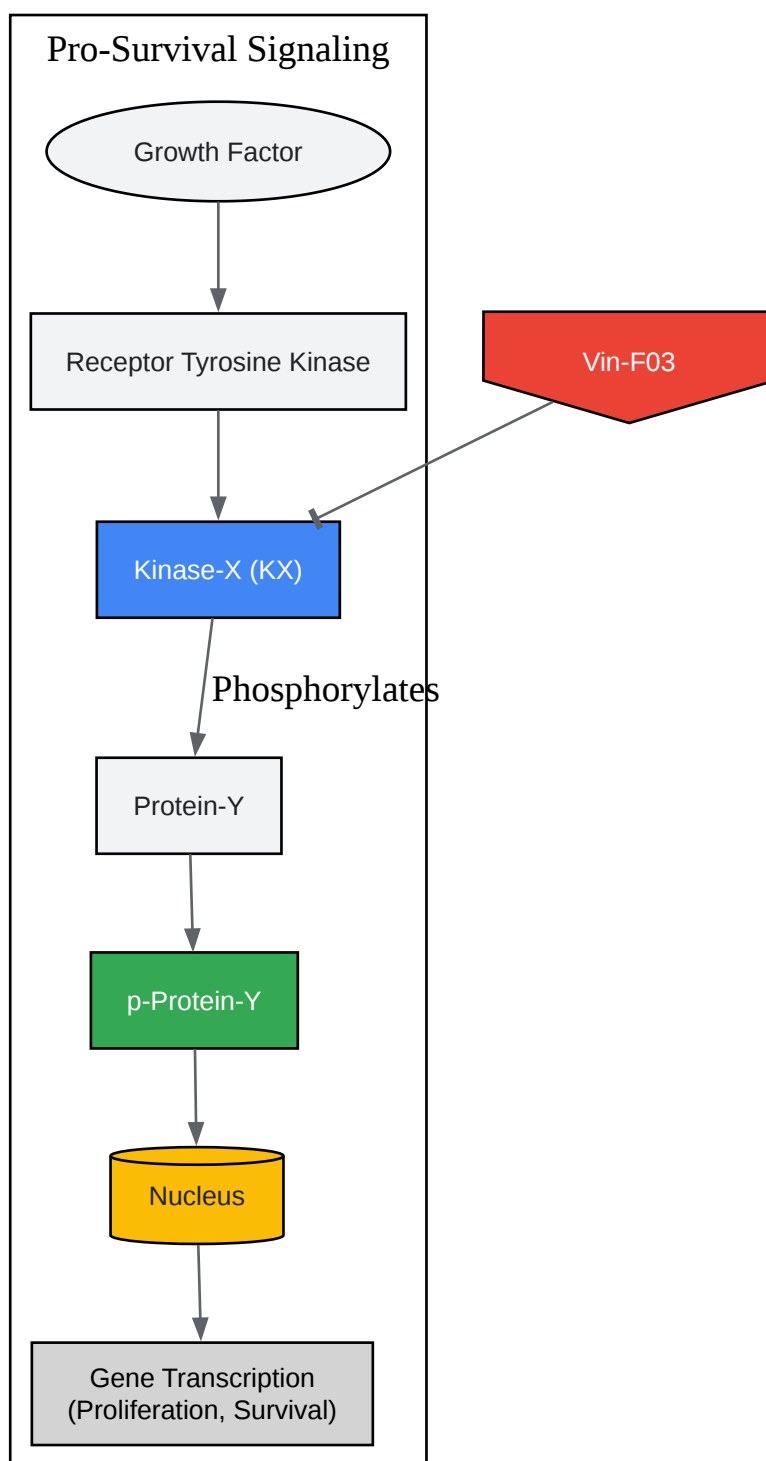 Pro-Survival Signaling
Growth Factor
Receptor Tyrosine Kinase
Vin-F03
Kinase-X (KX)
Phosphorylates
Protein-Y
p-Protein-Y
Nucleus
Gene Transcription
(Proliferation, Survival)